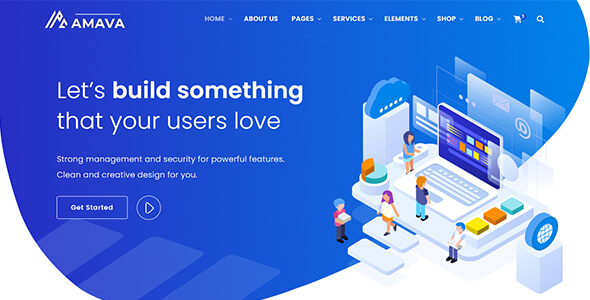 AMAVA
HOME ABOUT US PAGES SERVICES ELEMENTS SHOP BLOG
Let's build something
that your users love
Strong management and security for powerful features.
Clean and creative design for you.
Get Started